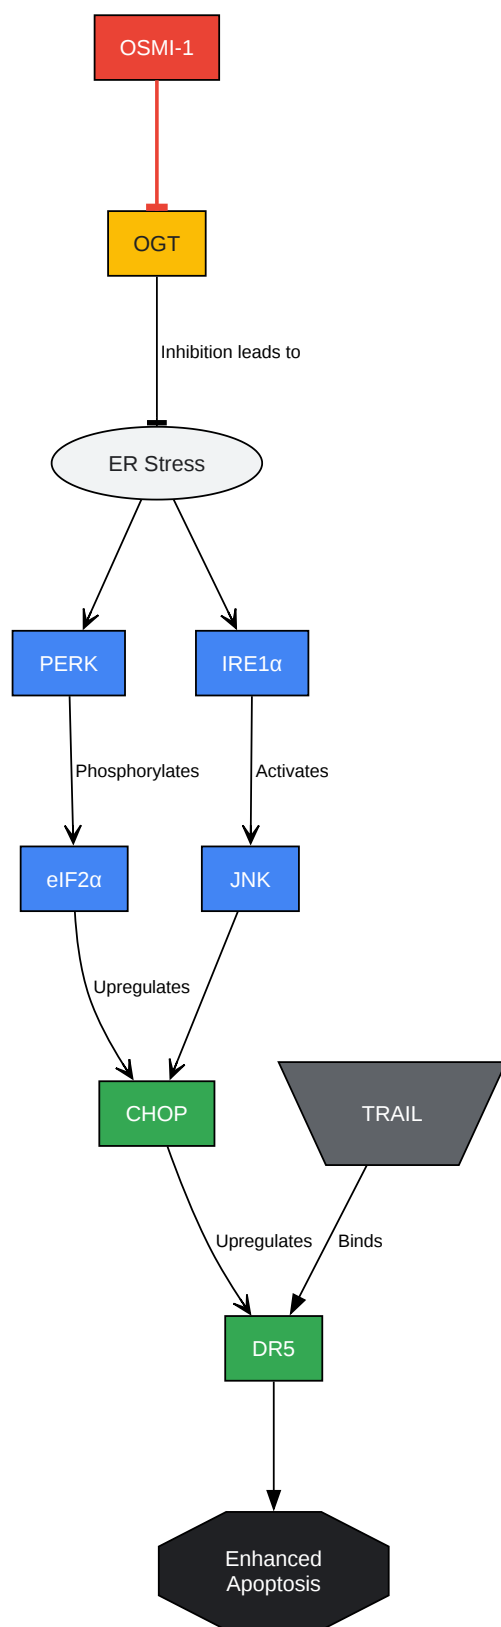 OSMI-1
OGT
Inhibition leads to
ER Stress
PERK
IRE1α
Phosphorylates
Activates
eIF2α
JNK
Upregulates
CHOP
TRAIL
Upregulates
Binds
DR5
Enhanced
Apoptosis